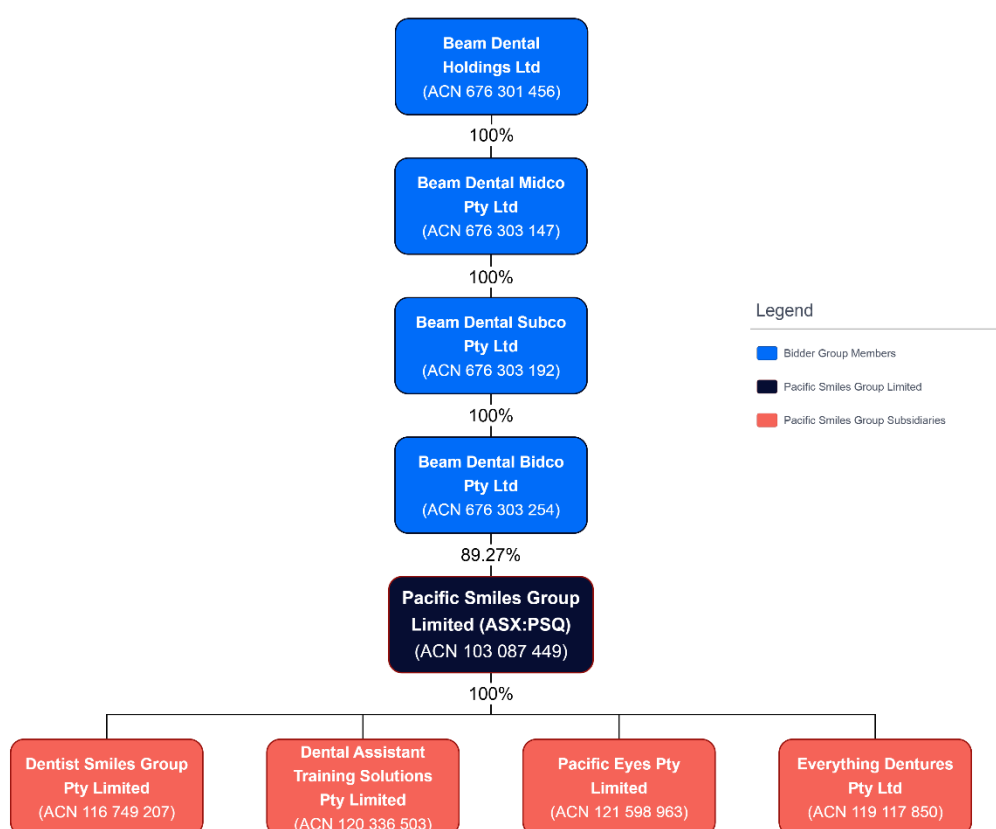 Beam Dental
Holdings Ltd
(ACN 676 301 456)
100%
Beam Dental Midco
Pty Ltd
(ACN 676 303 147)
100%
Beam Dental Subco
Pty Ltd
(ACN 676 303 192)
100%
Beam Dental Bidco
Pty Ltd
(ACN 676 303 254)
89.27%
Pacific Smiles Group
Limited (ASX:PSQ)
(ACN 103 087 449)
100%
Dentist Smiles Group
Pty Limited
(ACN 116 749 207)
Dental Assistant
Training Solutions
Pty Limited
(ACN 120 336 503)
Pacific Eyes Pty
Limited
(ACN 121 598 963)
Everything Dentures
Pty Ltd
(ACN 119 117 850)
Legend
Bidder Group Members
Pacific Smiles Group Limited
Pacific Smiles Group Subsidiaries